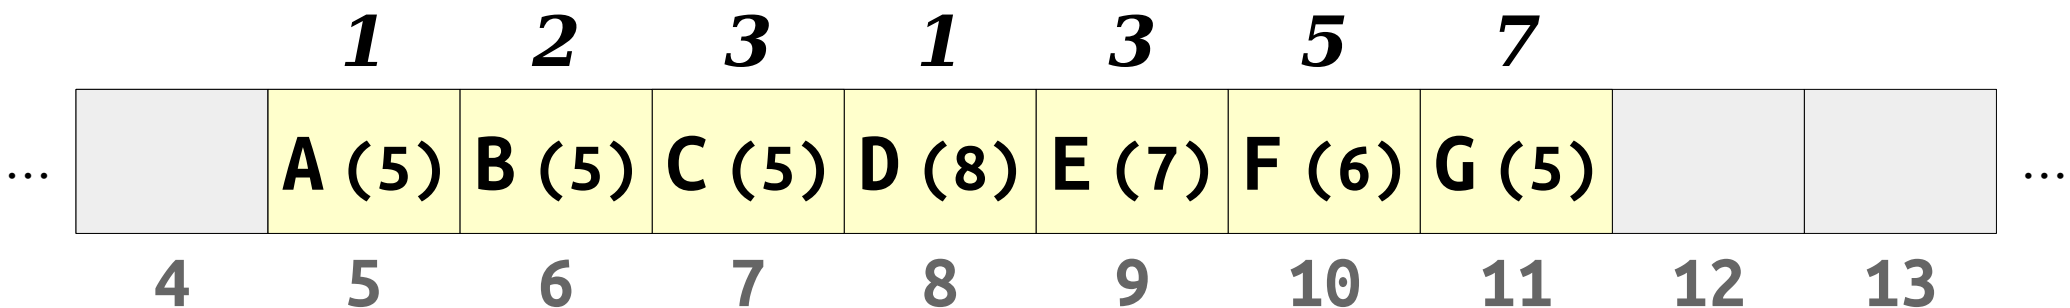 1 2 3 1 3 5 7
... A (5) B (5) C (5) D (8) E (7) F (6) G (5) ...
4 5 6 7 8 9 10 11 12 13